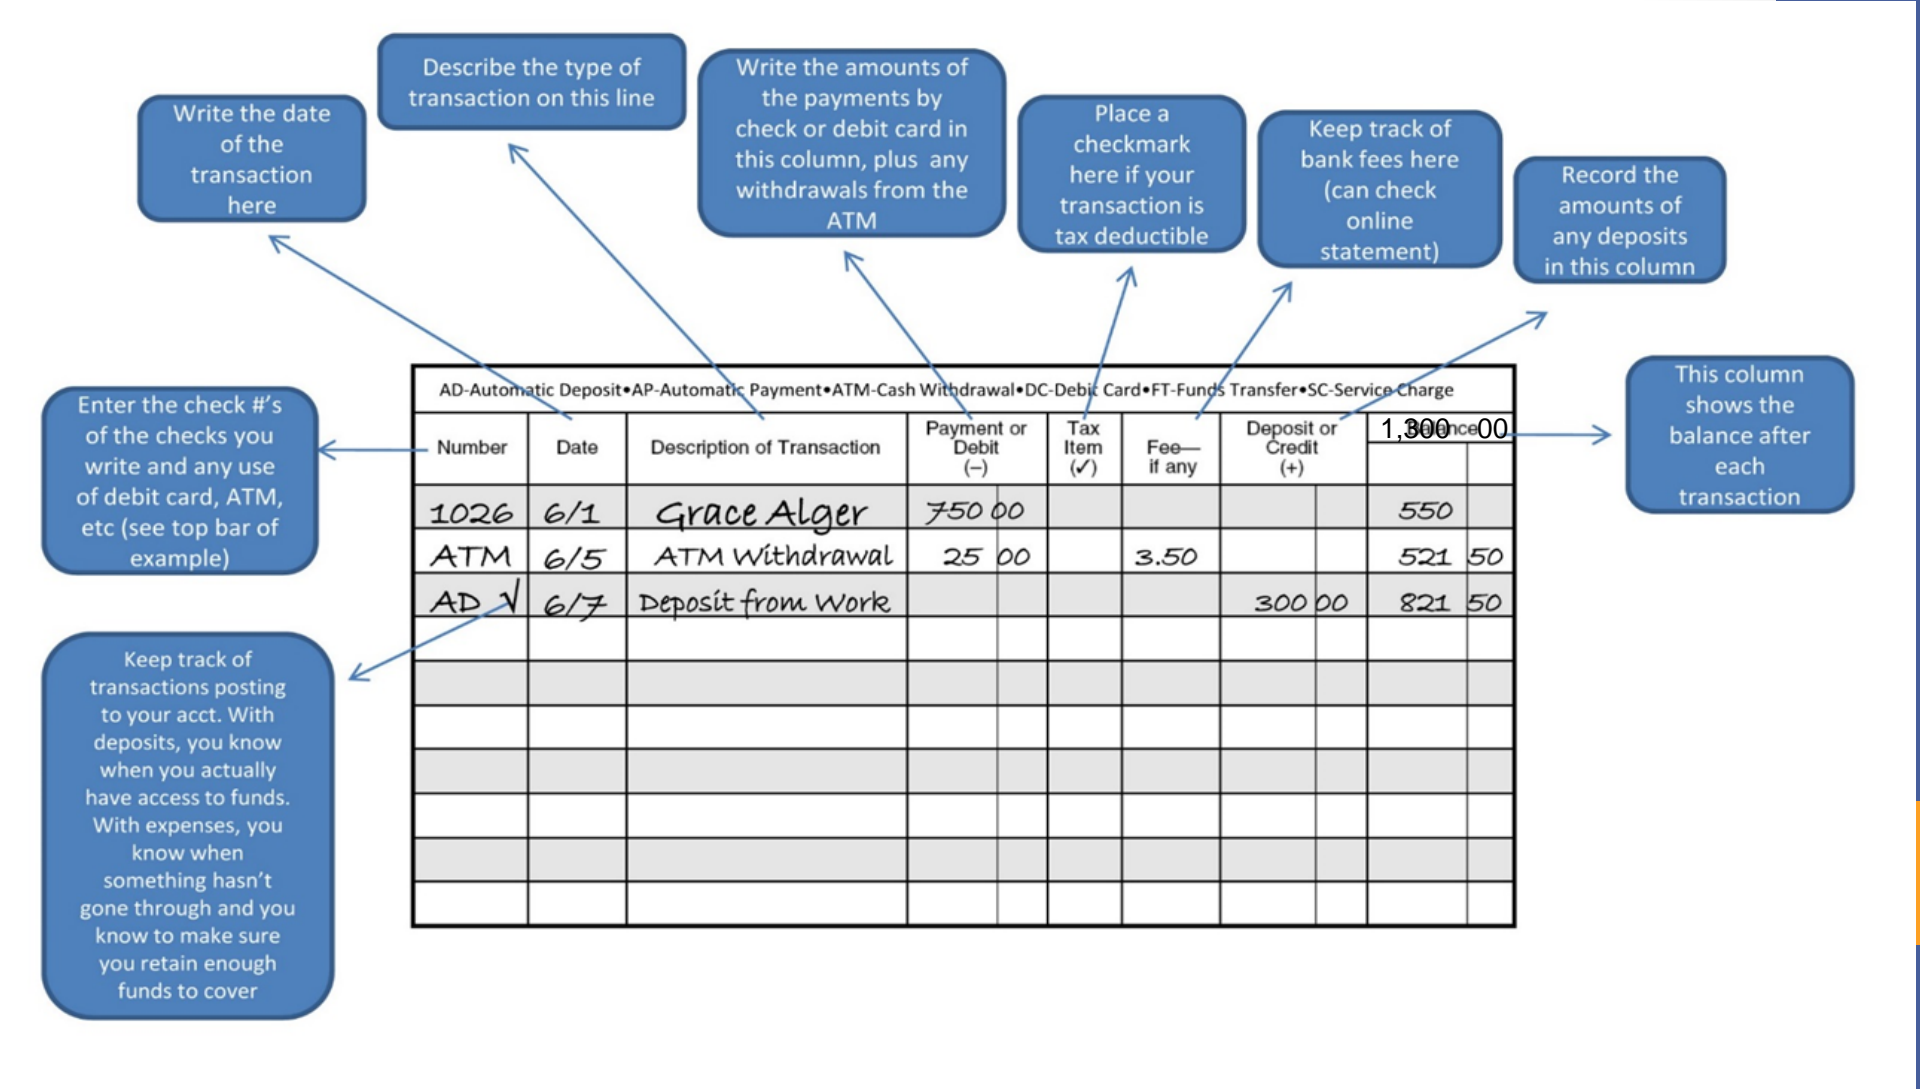 Describe the type of
transaction on this line
Write the date
of the
transaction
here
Write the amounts of
the payments by
check or debit card in
this column, plus any
withdrawals from the
ATM
Place a
checkmark
here if your
transaction is
tax deductible
Keep track of
bank fees here
(can check
online
statement)
Record the
amounts of
any deposits
in this column
This column
shows the
balance after
each
transaction
Enter the check #'s
of the checks you
write and any use
of debit card, ATM,
etc (see top bar of
example)
Keep track of
transactions posting
to your acct. With
deposits, you know
when you actually
have access to funds.
With expenses, you
know when
something hasn't
gone through and you
know to make sure
you retain enough
funds to cover
AD-Automatic Deposit•AP-Automatic Payment•ATM-Cash Withdrawal•DC-Debit Card•FT-Funds Transfer•SC-Service Charge
Number
Date
Description of Transaction
Payment or
Debit
(–)
Tax
Item
(✓)
Fee—
if any
Deposit or
Credit
(+)
Balance
1,300 00
1026 6/1 Grace Alger 750 00 550
ATM 6/5 ATM Withdrawal 25 00 3.50 521 50
AD √ 6/7 Deposit from Work 300 00 821 50